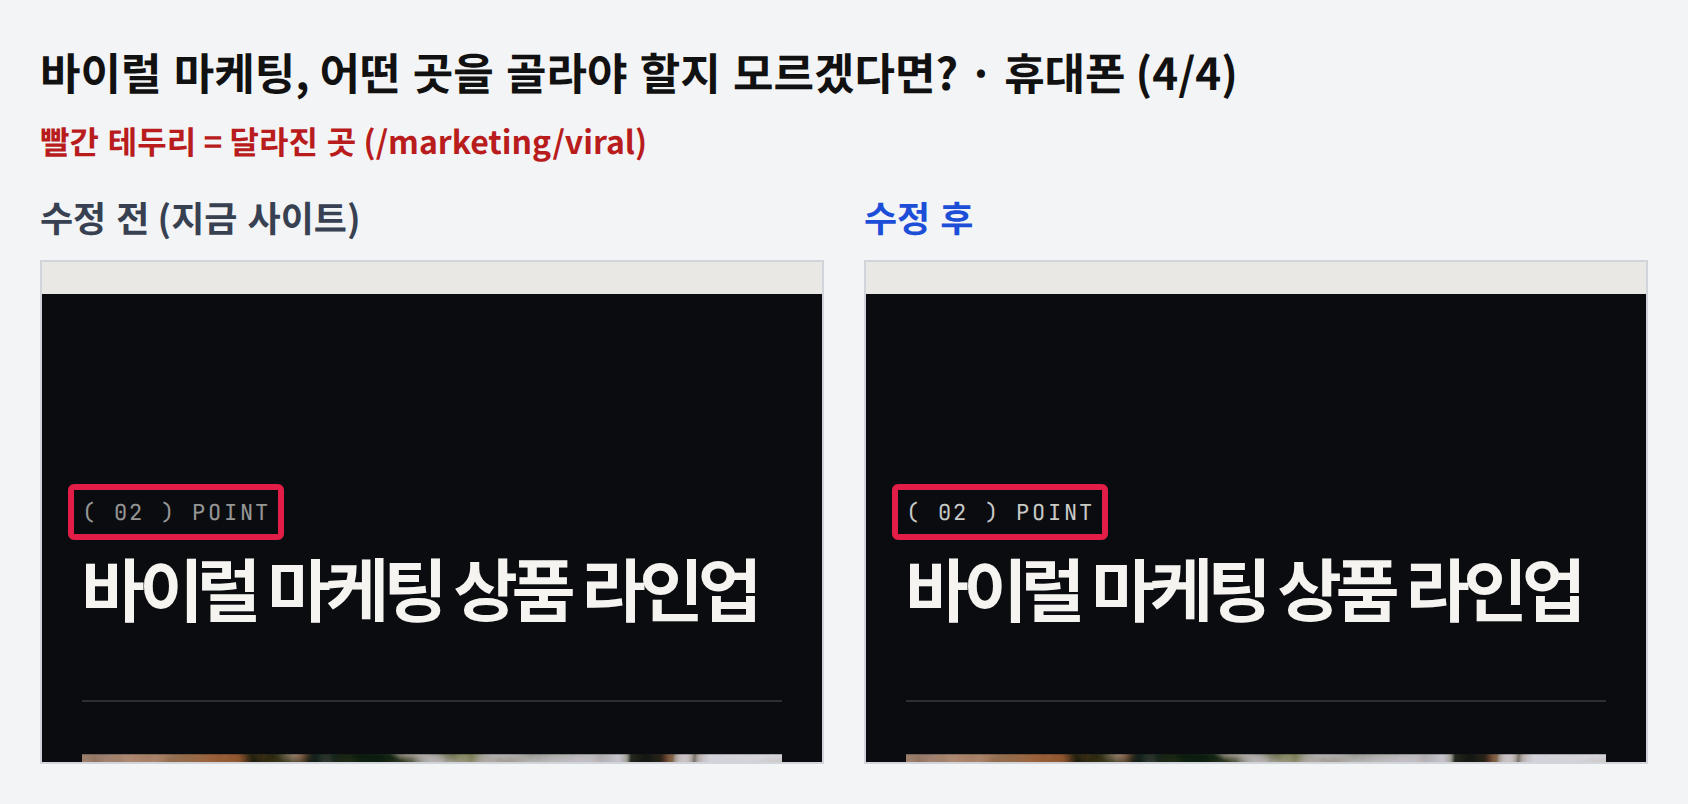 바이럴 마케팅, 어떤 곳을 골라야 할지 모르겠다면? · 휴대폰 (4/4)
빨간 테두리 = 달라진 곳 (/marketing/viral)
수정 전 (지금 사이트)
( 02 ) POINT
바이럴 마케팅 상품 라인업
수정 후
( 02 ) POINT
바이럴 마케팅 상품 라인업